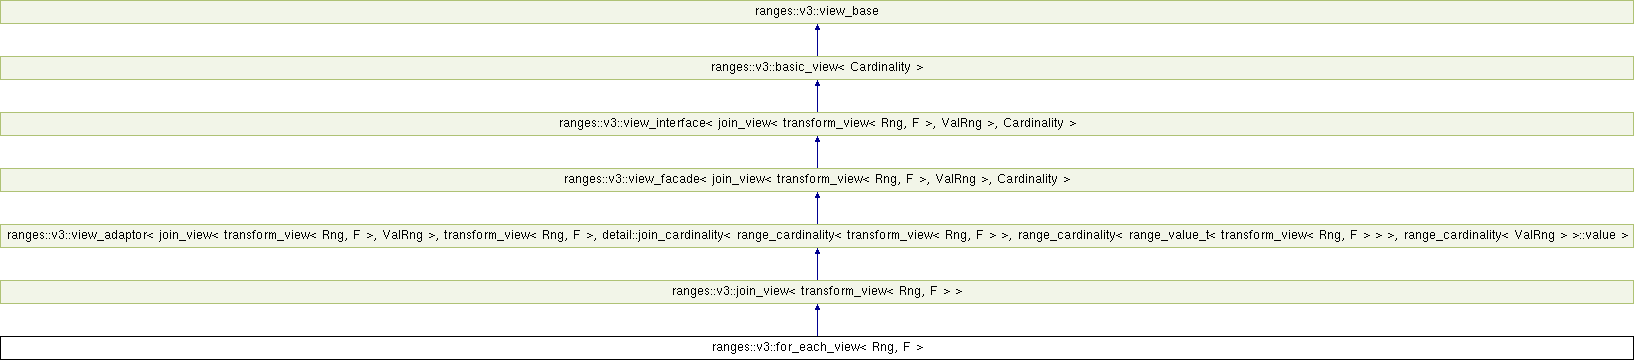 ranges::v3::view_base
ranges::v3::basic_view< Cardinality >
ranges::v3::view_interface< join_view< transform_view< Rng, F >, ValRng >, Cardinality >
ranges::v3::view_facade< join_view< transform_view< Rng, F >, ValRng >, Cardinality >
ranges::v3::view_adaptor< join_view< transform_view< Rng, F >, ValRng >, transform_view< Rng, F >, detail::join_cardinality< range_cardinality< transform_view< Rng, F > >, range_cardinality< range_value_t< transform_view< Rng, F > > >, range_cardinality< ValRng > >::value >
ranges::v3::join_view< transform_view< Rng, F > >
ranges::v3::for_each_view< Rng, F >